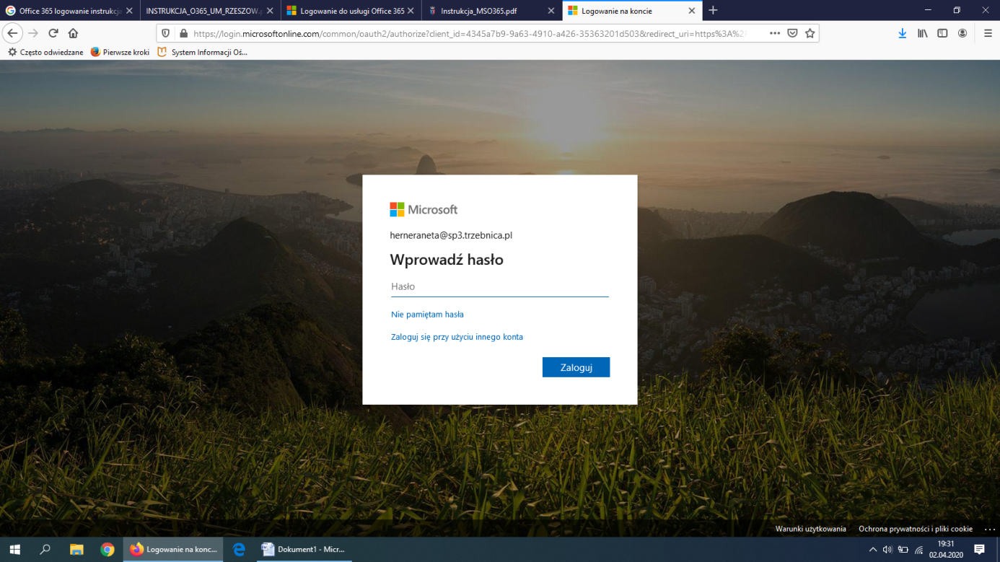 Office 365 logowanie instrukcja
INSTRUKCJA_O365_UM_RZESZOW.p
Logowanie do usługi Office 365
Instrukcja_MSO365.pdf
Logowanie na koncie
https://login.microsoftonline.com/common/oauth2/authorize?client_id=4345a7b9-9a63-4910-a426-35363201d503&redirect_uri=https%3A%2F
Często odwiedzane
Pierwsze kroki
System Informacji Oś...
Microsoft
herneraneta@sp3.trzebnica.pl
Wprowadź hasło
Hasło
Nie pamiętam hasła
Zaloguj się przy użyciu innego konta
Zaloguj
Warunki użytkowania
Ochrona prywatności i pliki cookie
...
Logowanie na konc...
Dokument1 - Micr...
19:31
02.04.2020